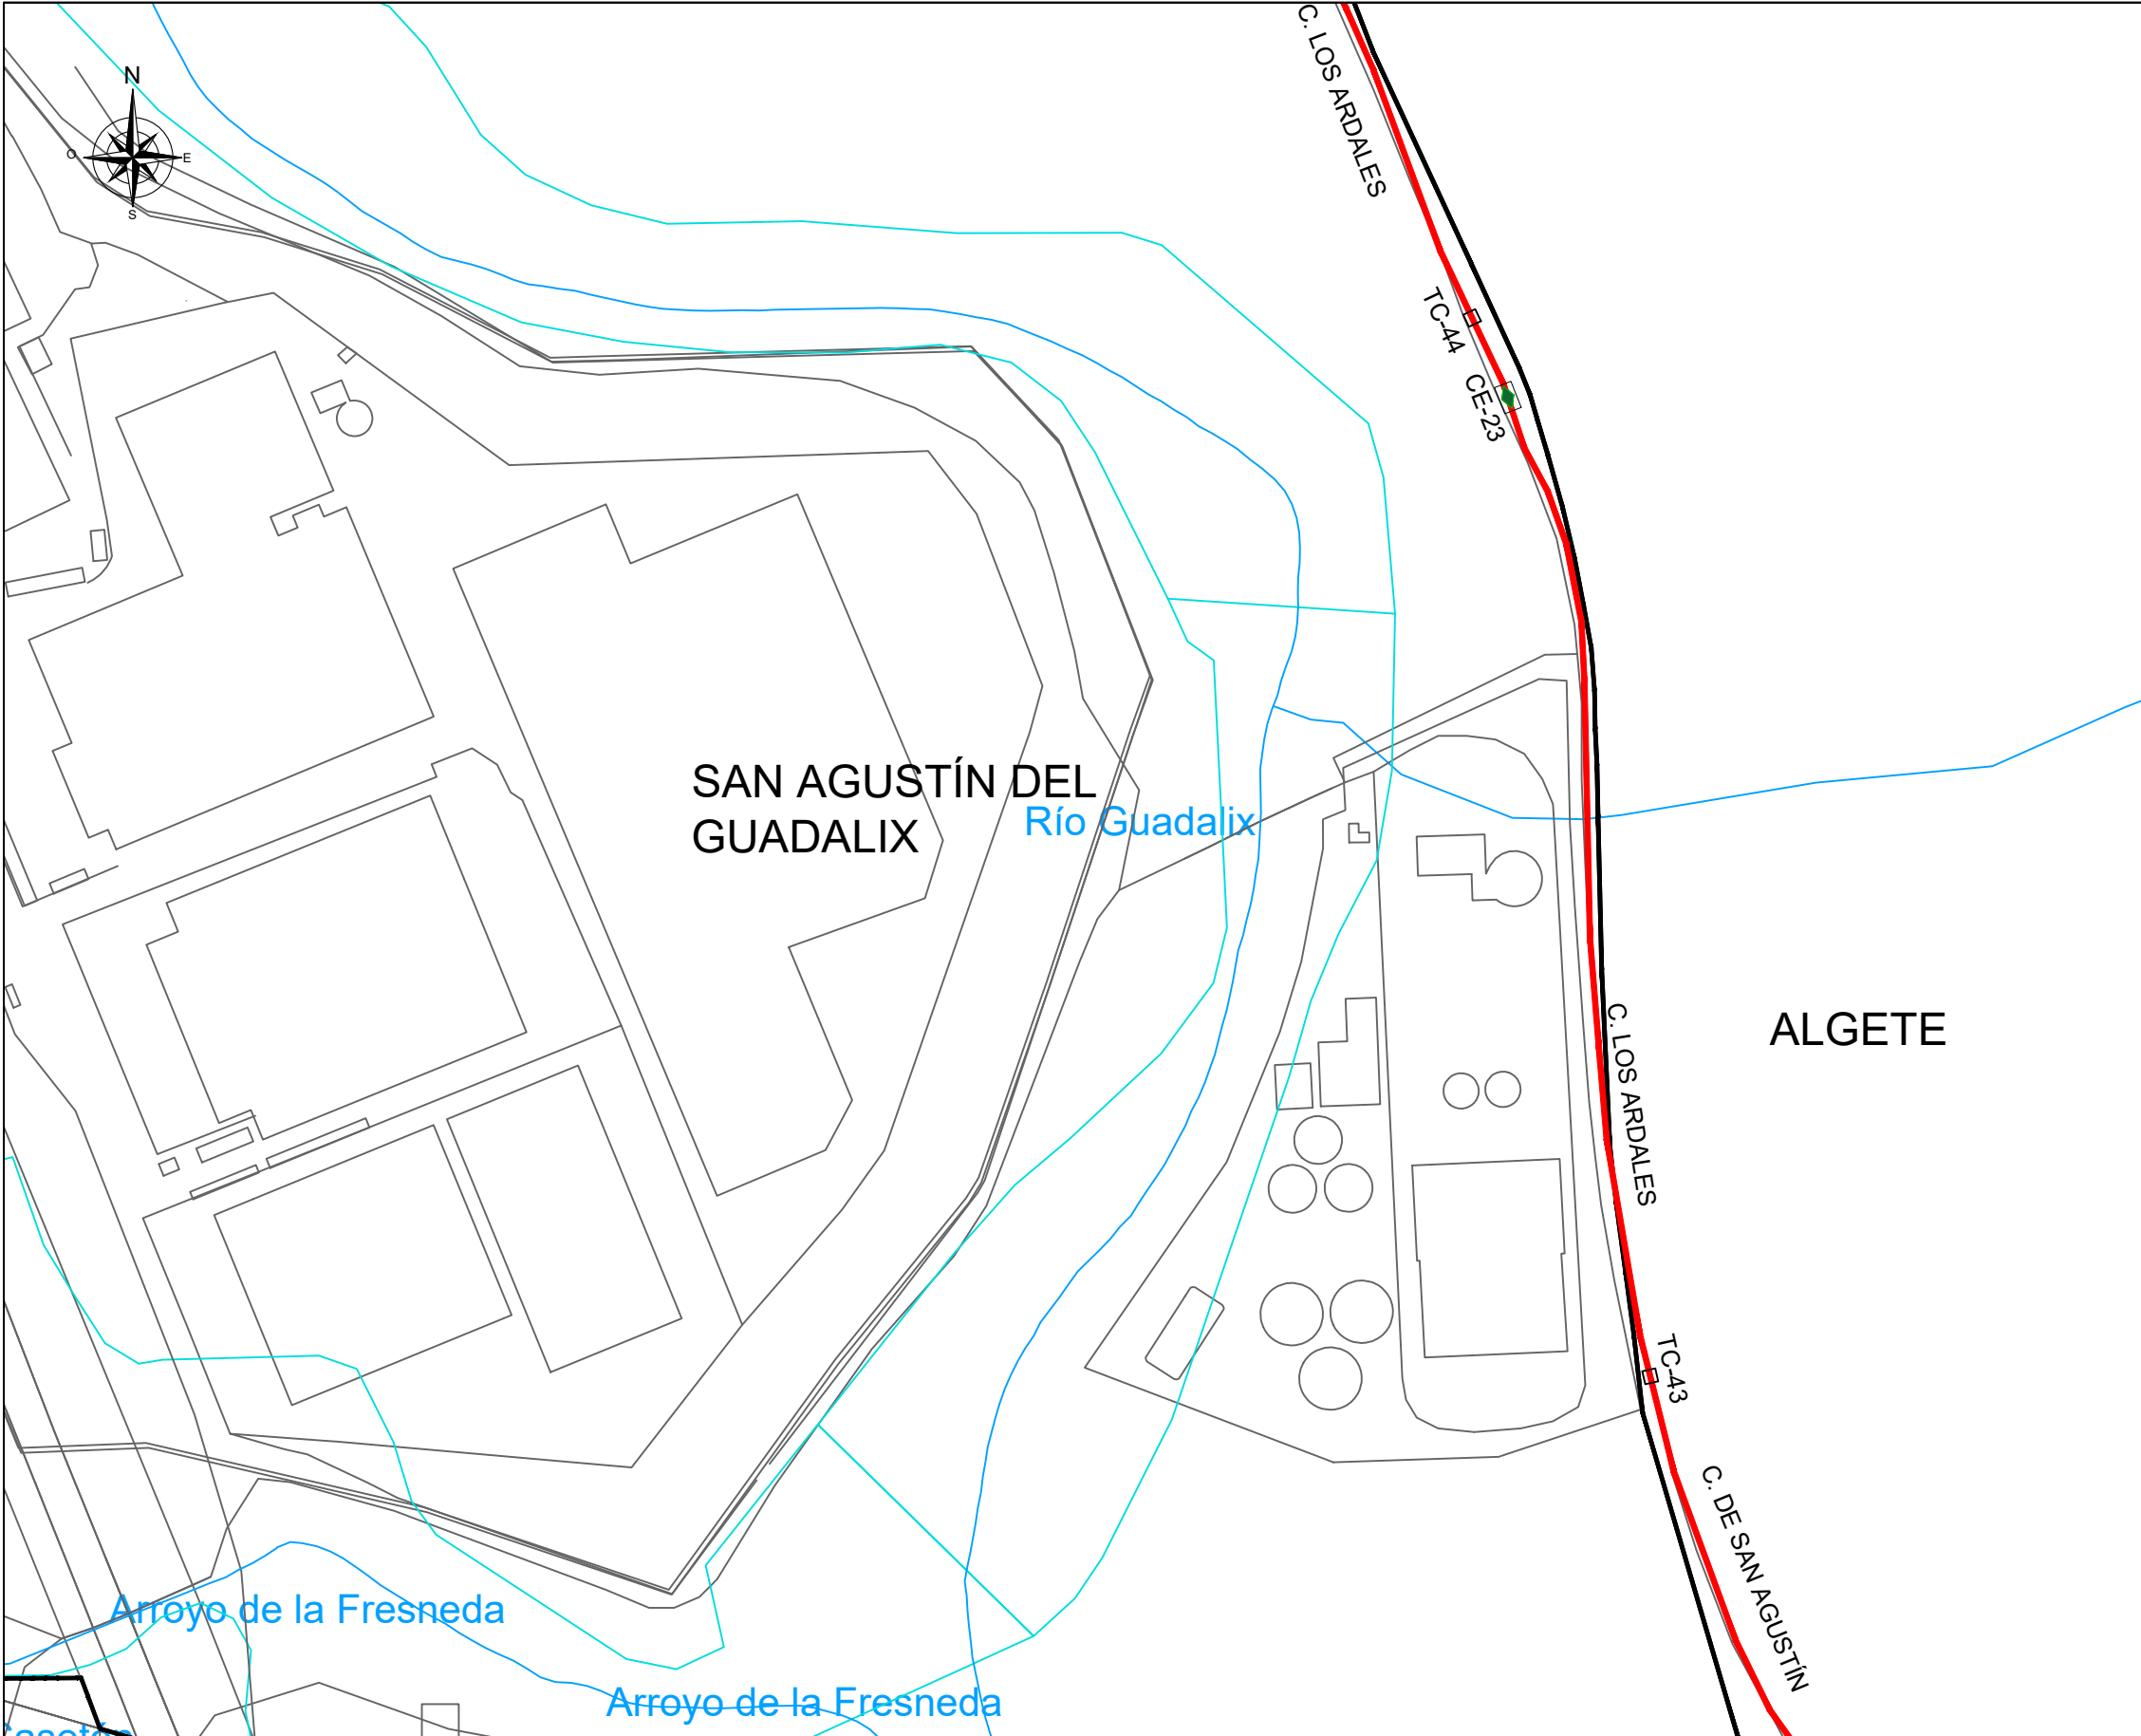 C. LOS ARDALES
N
O
E
S
TC-44
CE-23
SAN AGUSTÍN DEL
GUADALIX
Río Guadalix
ALGETE
C. LOS ARDALES
TC-43
C. DE SAN AGUSTÍN
Arroyo de la Fresneda
Arroyo de la Fresneda